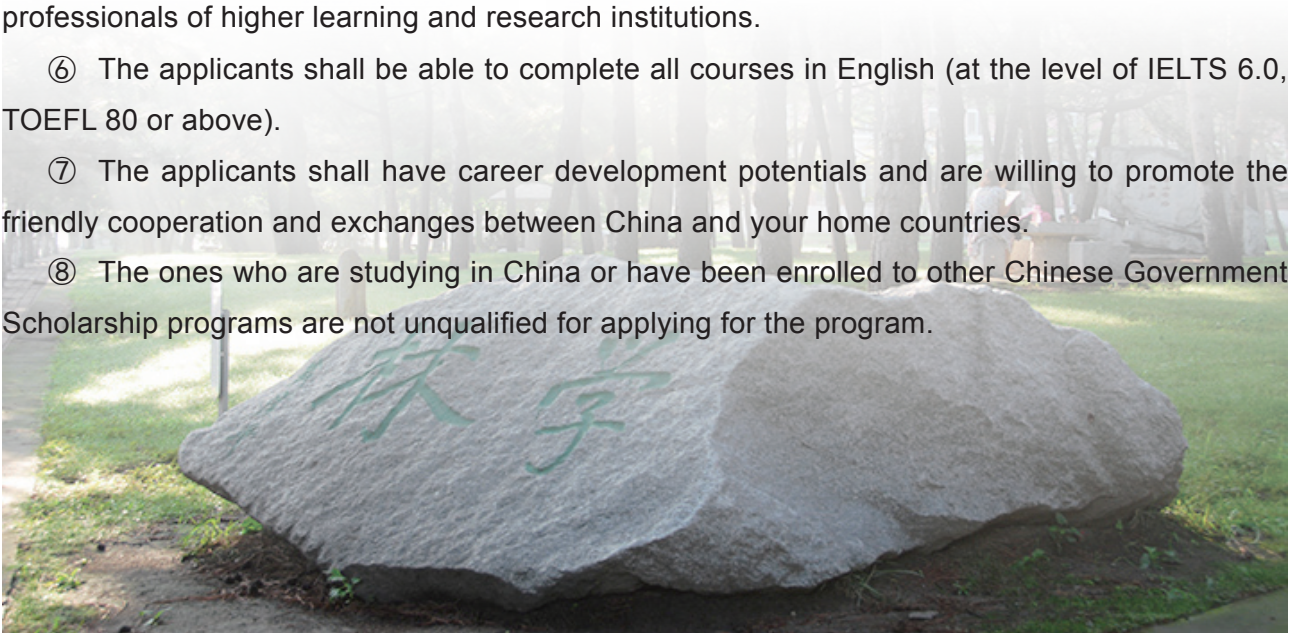 professionals of higher learning and research institutions.
⑥ The applicants shall be able to complete all courses in English (at the level of IELTS 6.0,
TOEFL 80 or above).
⑦ The applicants shall have career development potentials and are willing to promote the
friendly cooperation and exchanges between China and your home countries.
⑧ The ones who are studying in China or have been enrolled to other Chinese Government
Scholarship programs are not unqualified for applying for the program.
学